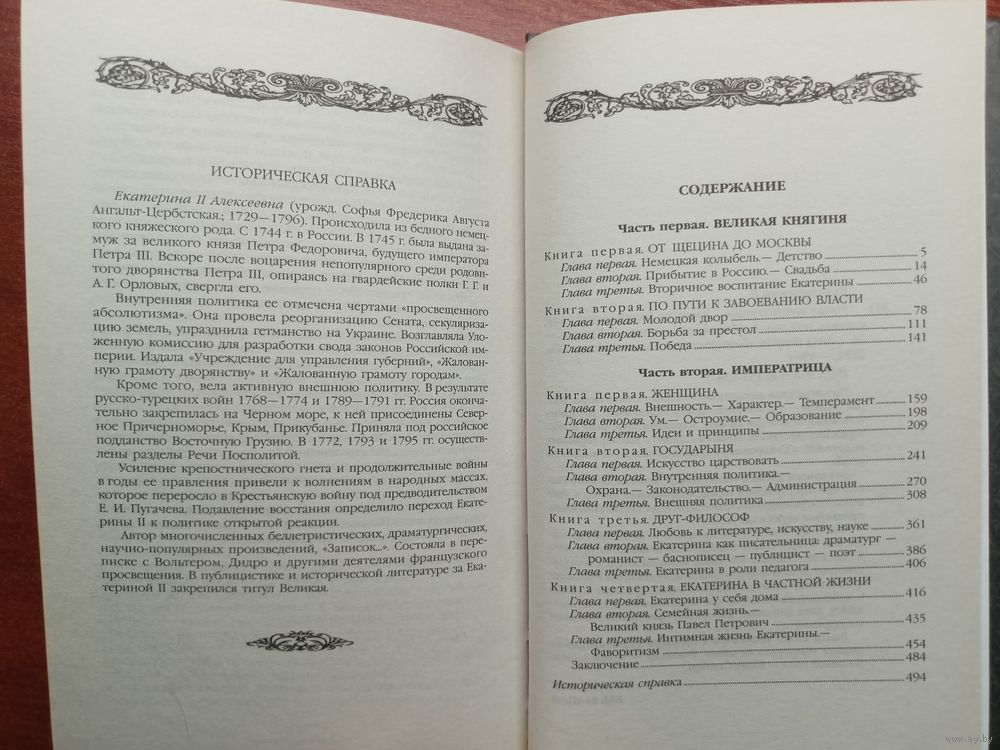 ИСТОРИЧЕСКАЯ СПРАВКА
Екатерина II Алексеевна (урожд. Софья Фредерика Августа
Ангальт-Цербстская,; 1729—1796). Происходила из бедного немец-
кого княжеского рода. С 1744 г. в России. В 1745 г. была выдана за-
муж за великого князя Петра Федоровича, будущего императора
Петра III. Вскоре после воцарения непопулярного среди родови-
того дворянства Петра III, опираясь на гвардейские полки Г. Г. и
А. Г. Орловых, свергла его.
Внутренняя политика ее отмечена чертами «просвещенного
абсолютизма». Она провела реорганизацию Сената, секуляриза-
цию земель, упразднила гетманство на Украине. Возглавляла Уло-
женную комиссию для разработки свода законов Российской им-
перии. Издала «Учреждение для управления губерний», «Жалован-
ную грамоту дворянству» и «Жалованную грамоту городам».
Кроме того, вела активную внешнюю политику. В результате
русско-турецких войн 1768—1774 и 1789—1791 гг. Россия оконча-
тельно закрепилась на Черном море, к ней присоединены Север-
ное Причерноморье, Крым, Прикубанье. Приняла под российское
подданство Восточную Грузию. В 1772, 1793 и 1795 гг. осуществ-
лены разделы Речи Посполитой.
Усиление крепостнического гнета и продолжительные войны
в годы ее правления привели к волнениям в народных массах,
которое переросло в Крестьянскую войну под предводительством
Е. И. Пугачева. Подавление восстания определило переход Екате-
рины II к политике открытой реакции.
Автор многочисленных беллетристических, драматургических,
научно-популярных произведений, «Записок...». Состояла в пере-
писке с Вольтером, Дидро и другими деятелями французского
просвещения. В публицистике и исторической литературе за Ека-
териной II закрепился титул Великая.
СОДЕРЖАНИЕ
Часть первая. ВЕЛИКАЯ КНЯГИНЯ
Книга первая. ОТ ЩЕЦИНА ДО МОСКВЫ
Глава первая. Немецкая колыбель.— Детство 5
Глава вторая. Прибытие в Россию.— Свадьба 14
Глава третья. Вторичное воспитание Екатерины 46
Книга вторая. ПО ПУТИ К ЗАВОЕВАНИЮ ВЛАСТИ
Глава первая. Молодой двор 78
Глава вторая. Борьба за престол 111
Глава третья. Победа 141
Часть вторая. ИМПЕРАТРИЦА
Книга первая. ЖЕНЩИНА
Глава первая. Внешность.— Характер.— Темперамент 159
Глава вторая. Ум.— Остроумие.— Образование 198
Глава третья. Идеи и принципы 209
Книга вторая. ГОСУДАРЫНЯ
Глава первая. Искусство царствовать 241
Глава вторая. Внутренняя политика.—
Охрана.— Законодательство.— Администрация 270
Глава третья. Внешняя политика 308
Книга третья. ДРУГ-ФИЛОСОФ
Глава первая. Любовь к литературе, искусству, науке 361
Глава вторая. Екатерина как писательница: драматург —
романист — баснописец — публицист — поэт 386
Глава третья. Екатерина в роли педагога 406
Книга четвертая. ЕКАТЕРИНА В ЧАСТНОЙ ЖИЗНИ
Глава первая. Екатерина у себя дома 416
Глава вторая. Семейная жизнь.—
Великий князь Павел Петрович 435
Глава третья. Интимная жизнь Екатерины.—
Фаворитизм 454
Заключение 484
Историческая справка 494
www.ay.by